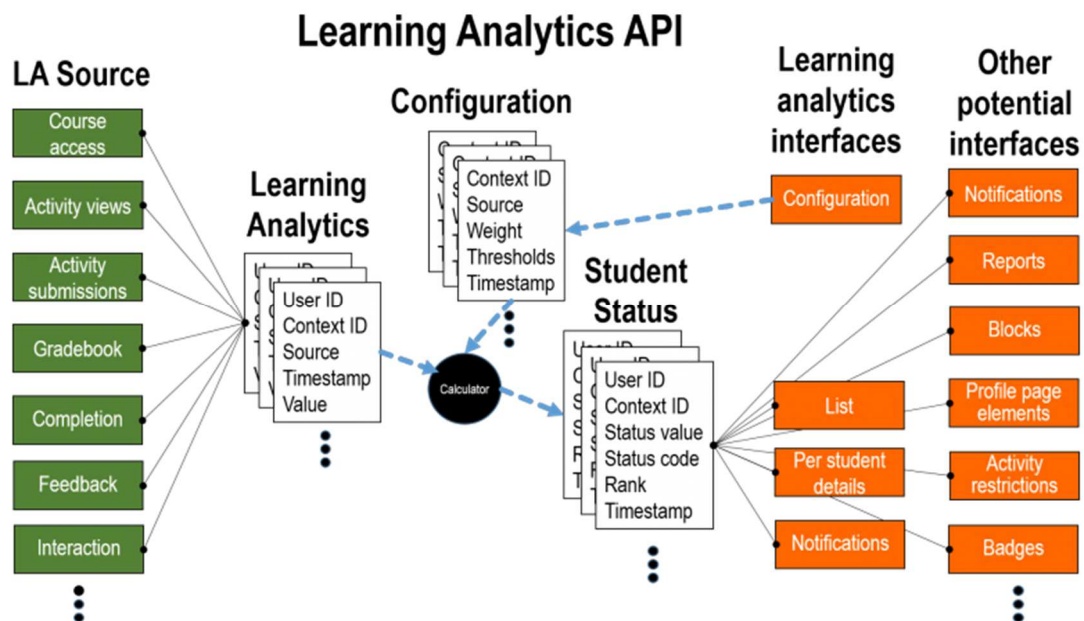 Learning Analytics API
LA Source
Course
access
Activity views
Activity
submissions
Gradebook
Completion
Feedback
Interaction
Learning
Analytics
User ID
Context ID
Source
Timestamp
Value
Configuration
Context ID
Source
Weight
Thresholds
Timestamp
Calculator
Student
Status
User ID
Context ID
Status value
Status code
Rank
Timestamp
Learning
analytics
interfaces
Configuration
List
Per student
details
Notifications
Other
potential
interfaces
Notifications
Reports
Blocks
Profile page
elements
Activity
restrictions
Badges